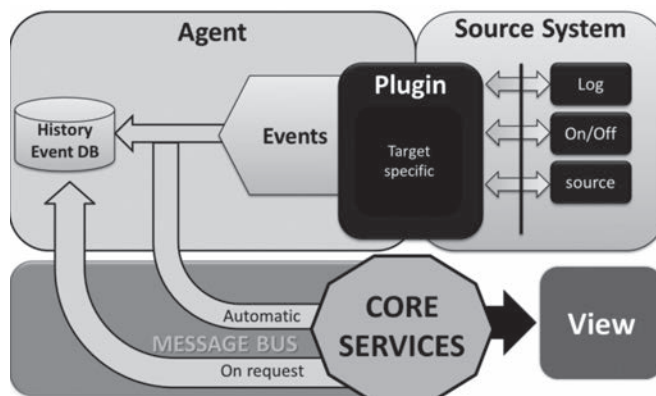 Agent
Source System
Plugin
Log
History
Event DB
Events
On/Off
Target
specific
source
Automatic
CORE
SERVICES
View
MESSAGE BUS
On request